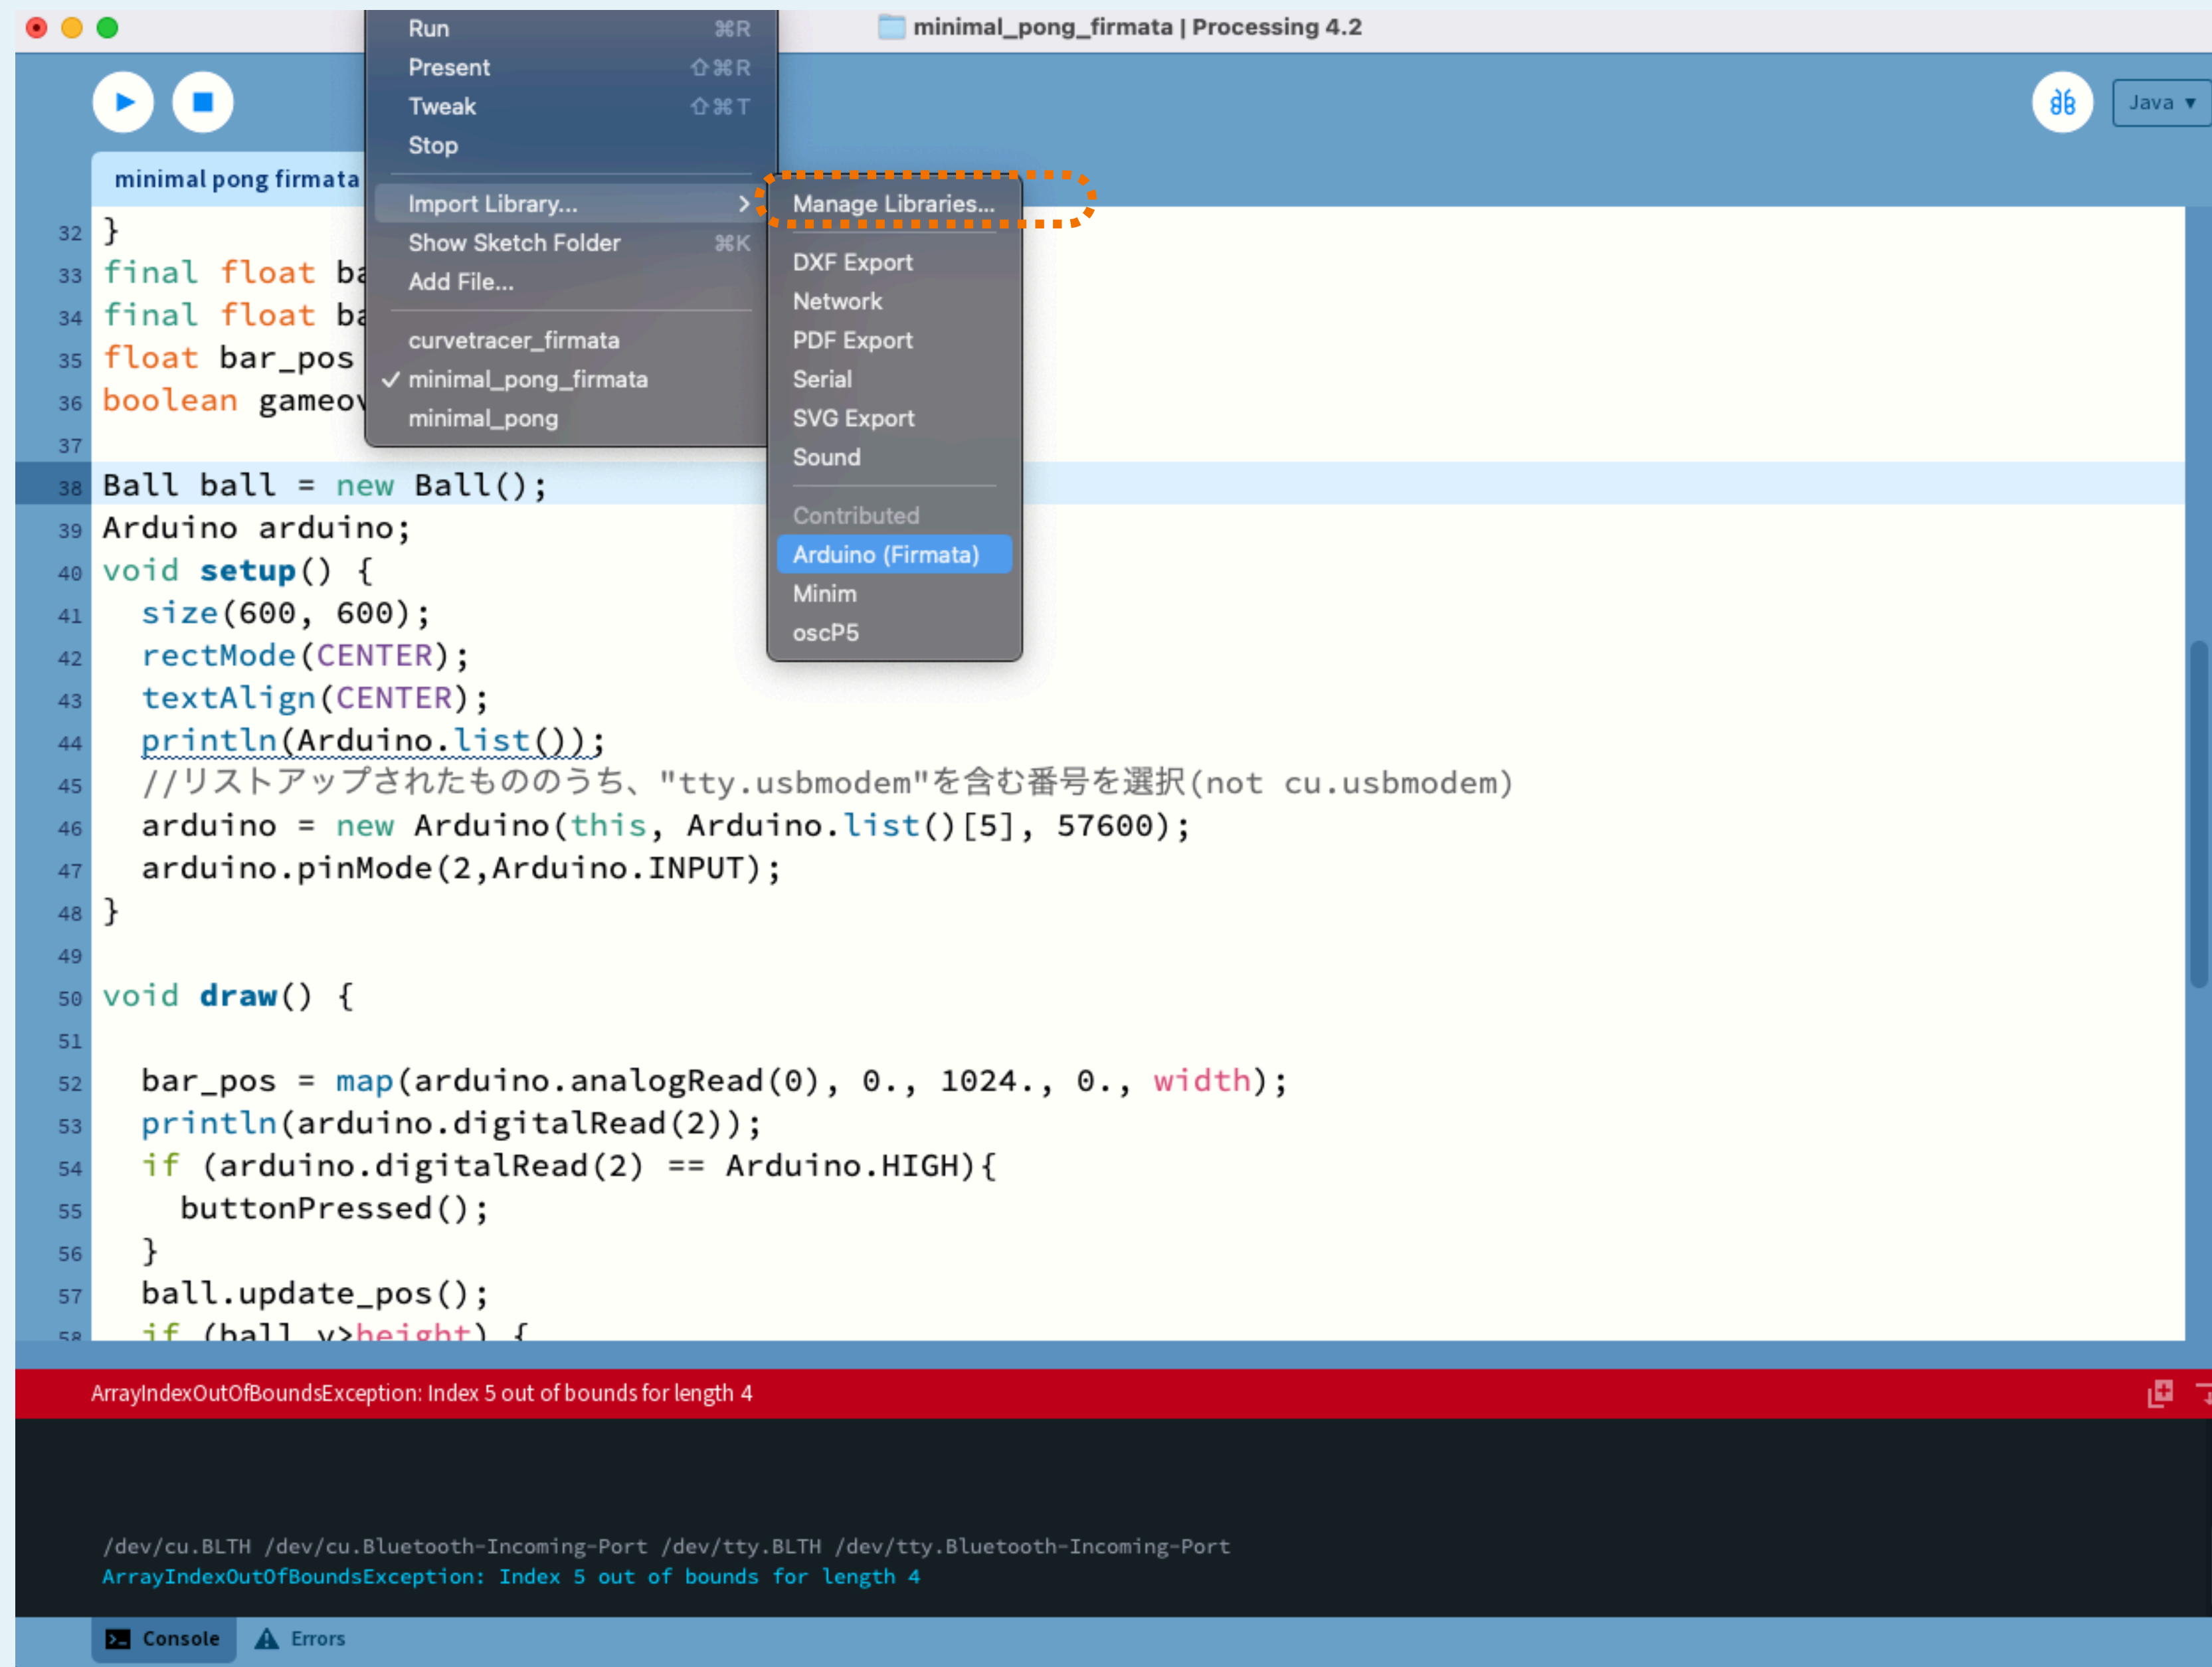 minimal_pong_firmata | Processing 4.2
Run ⌘R
Present ⇧⌘R
Tweak ⇧⌘T
Stop
Import Library... >
Show Sketch Folder ⌘K
Add File...
curvetracer_firmata
✓ minimal_pong_firmata
minimal_pong
Manage Libraries...
DXF Export
Network
PDF Export
Serial
SVG Export
Sound
Contributed
Arduino (Firmata)
Minim
oscP5
Java ▼
minimal pong firmata
32 }
33 final float ba
34 final float ba
35 float bar_pos
36 boolean gameov
37
38 Ball ball = new Ball();
39 Arduino arduino;
40 void setup() {
41 size(600, 600);
42 rectMode(CENTER);
43 textAlign(CENTER);
44 println(Arduino.list());
45 //リストアップされたもののうち、"tty.usbmodem"を含む番号を選択(not cu.usbmodem)
46 arduino = new Arduino(this, Arduino.list()[5], 57600);
47 arduino.pinMode(2,Arduino.INPUT);
48 }
49
50 void draw() {
51
52 bar_pos = map(arduino.analogRead(0), 0., 1024., 0., width);
53 println(arduino.digitalRead(2));
54 if (arduino.digitalRead(2) == Arduino.HIGH){
55 buttonPressed();
56 }
57 ball.update_pos();
58 if (ball.y>height) {
ArrayIndexOutOfBoundsException: Index 5 out of bounds for length 4
/dev/cu.BLTH /dev/cu.Bluetooth-Incoming-Port /dev/tty.BLTH /dev/tty.Bluetooth-Incoming-Port
ArrayIndexOutOfBoundsException: Index 5 out of bounds for length 4
Console
Errors